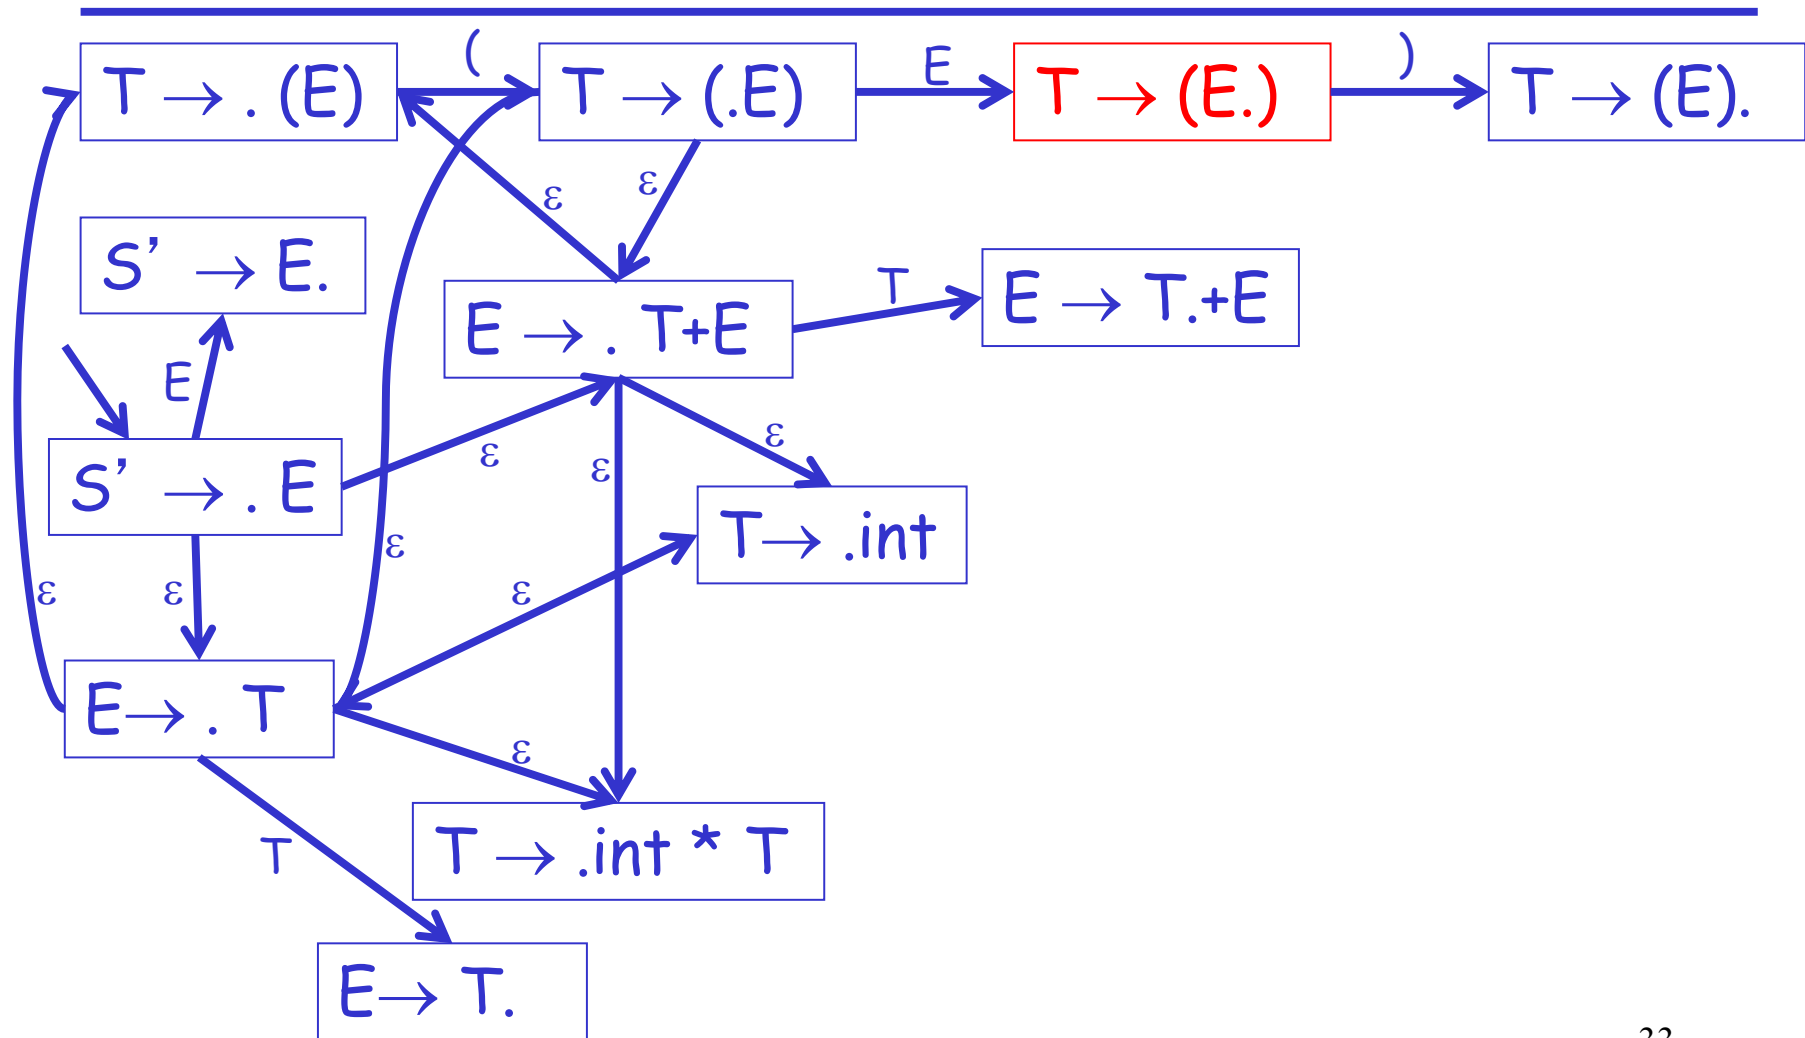 (
E
)
T → . (E)
T → (.E)
T → (E.)
T → (E).
ε
ε
S’ → E.
T
E → T.+E
E → . T+E
E
ε
ε
ε
S’ → . E
T → .int
ε
ε
ε
ε
E → . T
ε
T
T → .int * T
E → T.